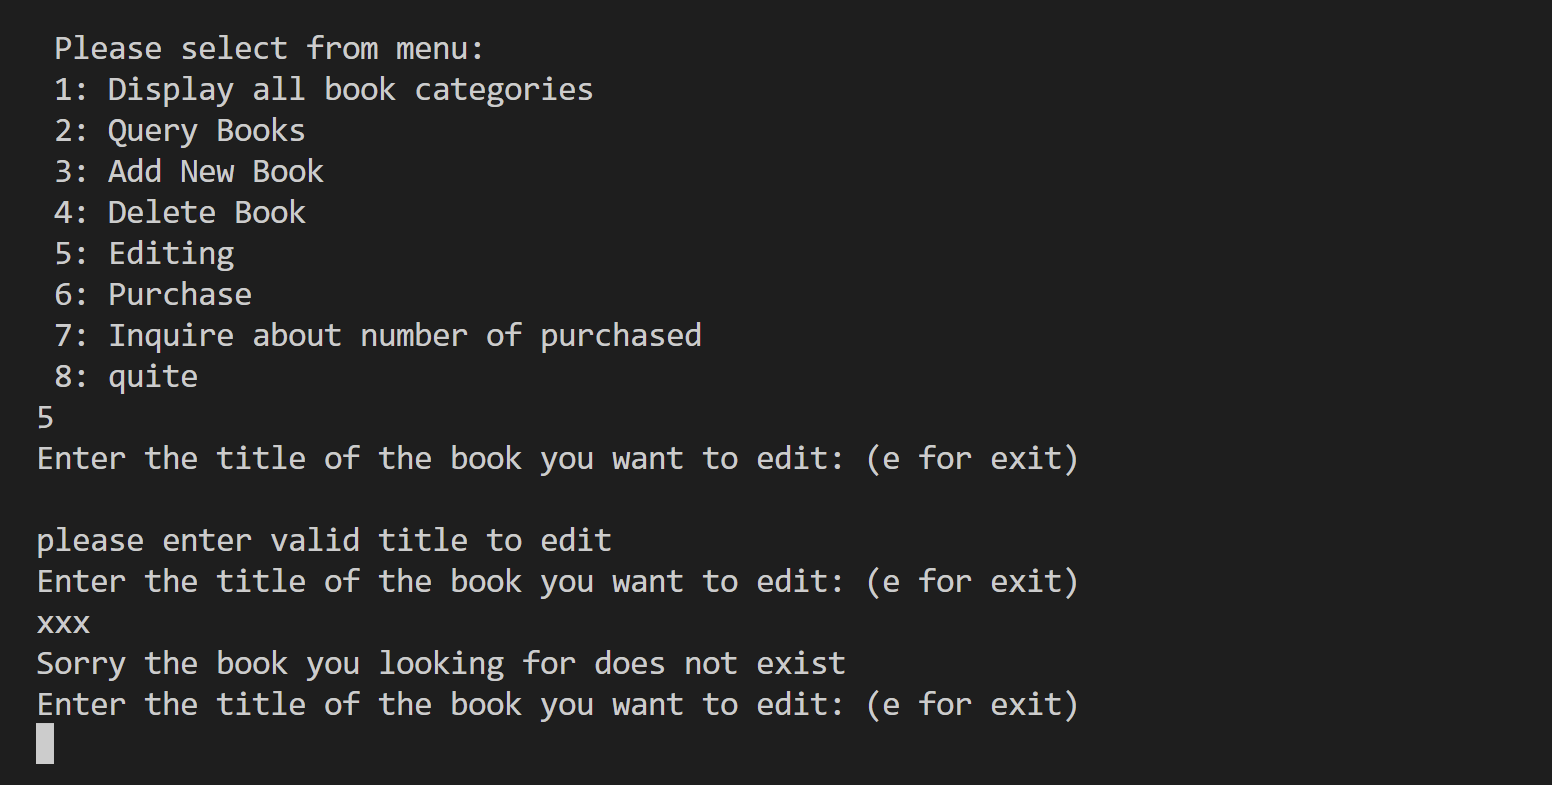 Please select from menu:
1: Display all book categories
2: Query Books
3: Add New Book
4: Delete Book
5: Editing
6: Purchase
7: Inquire about number of purchased
8: quite
5
Enter the title of the book you want to edit: (e for exit)
please enter valid title to edit
Enter the title of the book you want to edit: (e for exit)
xxx
Sorry the book you looking for does not exist
Enter the title of the book you want to edit: (e for exit)